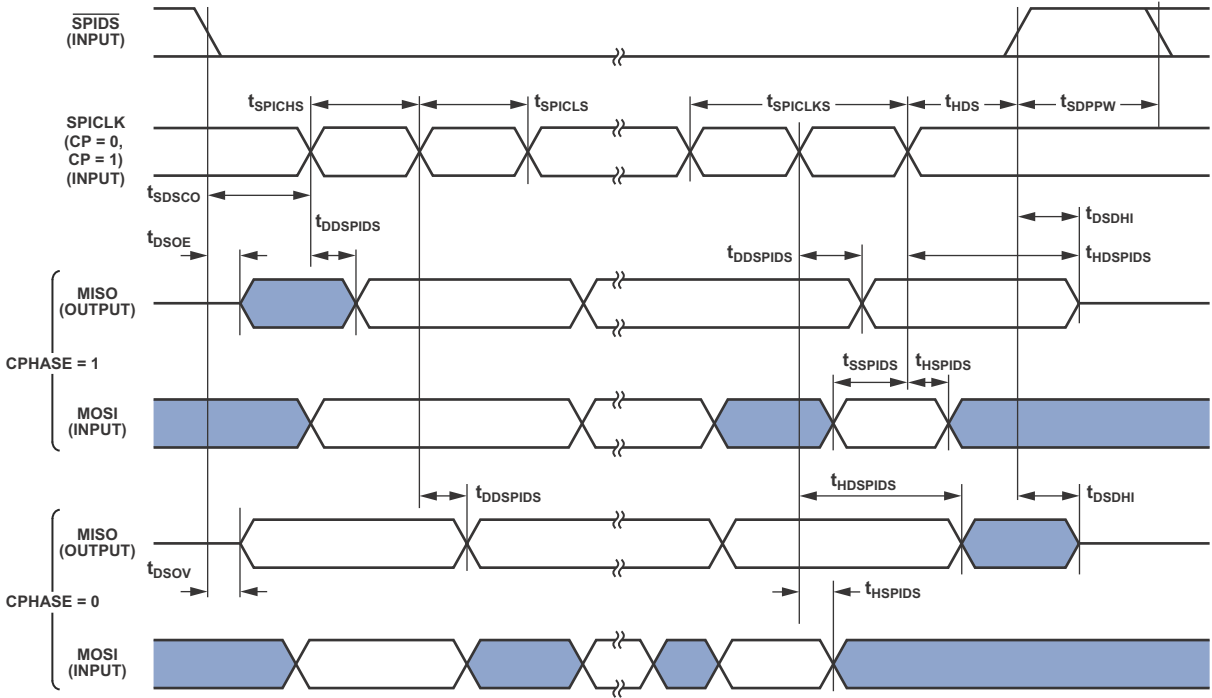 SPIDS
(INPUT)
tSPICHS
tSPICLS
tSPICLKS
tHDS
tSDPPW
SPICLK
(CP = 0,
CP = 1)
(INPUT)
tSDSCO
tDDSPIDS
tDSOE
tDSDHI
tDDSPIDS
tHDSPIDS
MISO
(OUTPUT)
CPHASE = 1
tSSPIDS
tHSPIDS
MOSI
(INPUT)
tDDSPIDS
tHDSPIDS
tDSDHI
MISO
(OUTPUT)
tDSOV
CPHASE = 0
tHSPIDS
MOSI
(INPUT)